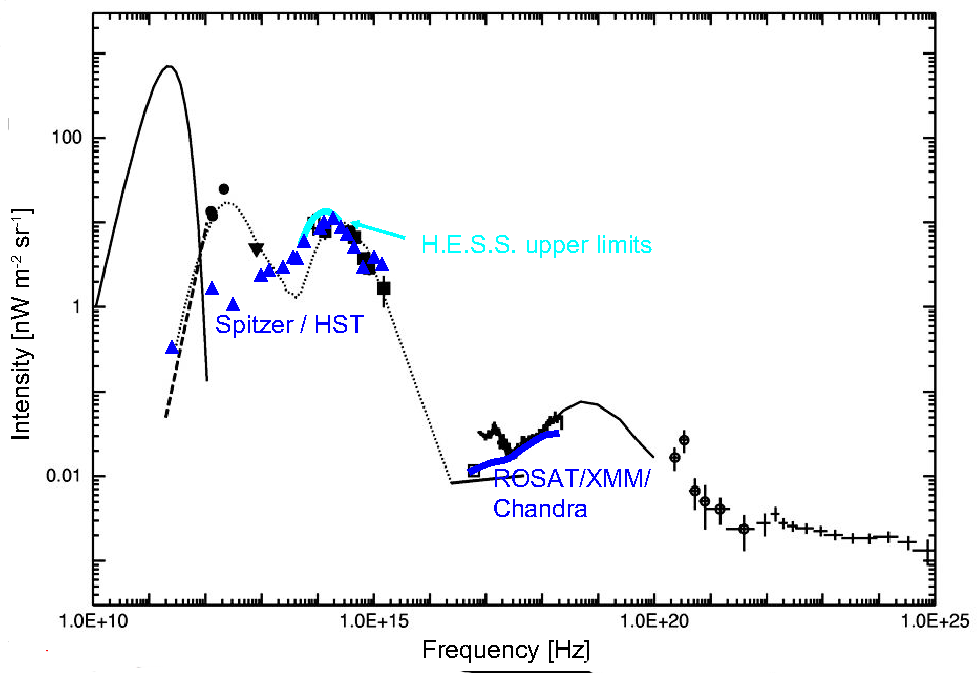 100
1
0.01
Intensity [nW m⁻² sr⁻¹]
H.E.S.S. upper limits
Spitzer / HST
ROSAT/XMM/
Chandra
1.0E+10
1.0E+15
1.0E+20
1.0E+25
Frequency [Hz]